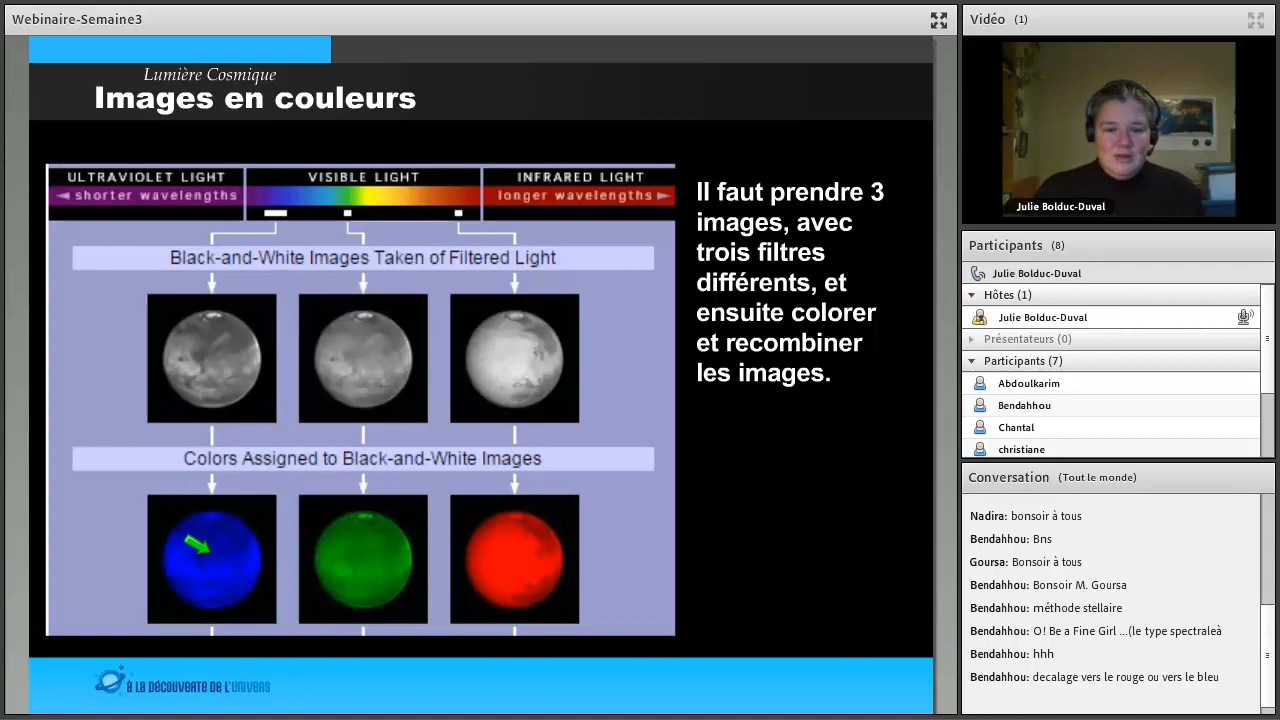 Webinaire-Semaine3
Lumière Cosmique
Images en couleurs
ULTRAVIOLET LIGHT
VISIBLE LIGHT
INFRARED LIGHT
shorter wavelengths
longer wavelengths
Black-and-White Images Taken of Filtered Light
Colors Assigned to Black-and-White Images
Il faut prendre 3
images, avec
trois filtres
différents, et
ensuite colorer
et recombiner
les images.
À LA DÉCOUVERTE DE L'UNIVERS
Vidéo (1)
Julie Bolduc-Duval
Participants (8)
Julie Bolduc-Duval
Hôtes (1)
Julie Bolduc-Duval
Présentateurs (0)
Participants (7)
Abdoulkarim
Bendahhou
Chantal
christiane
Conversation (Tout le monde)
Nadira: bonsoir à tous
Bendahhou: Bns
Goursa: Bonsoir à tous
Bendahhou: Bonsoir M. Goursa
Bendahhou: méthode stellaire
Bendahhou: O! Be a Fine Girl ...(le type spectraleà
Bendahhou: hhh
Bendahhou: decalage vers le rouge ou vers le bleu